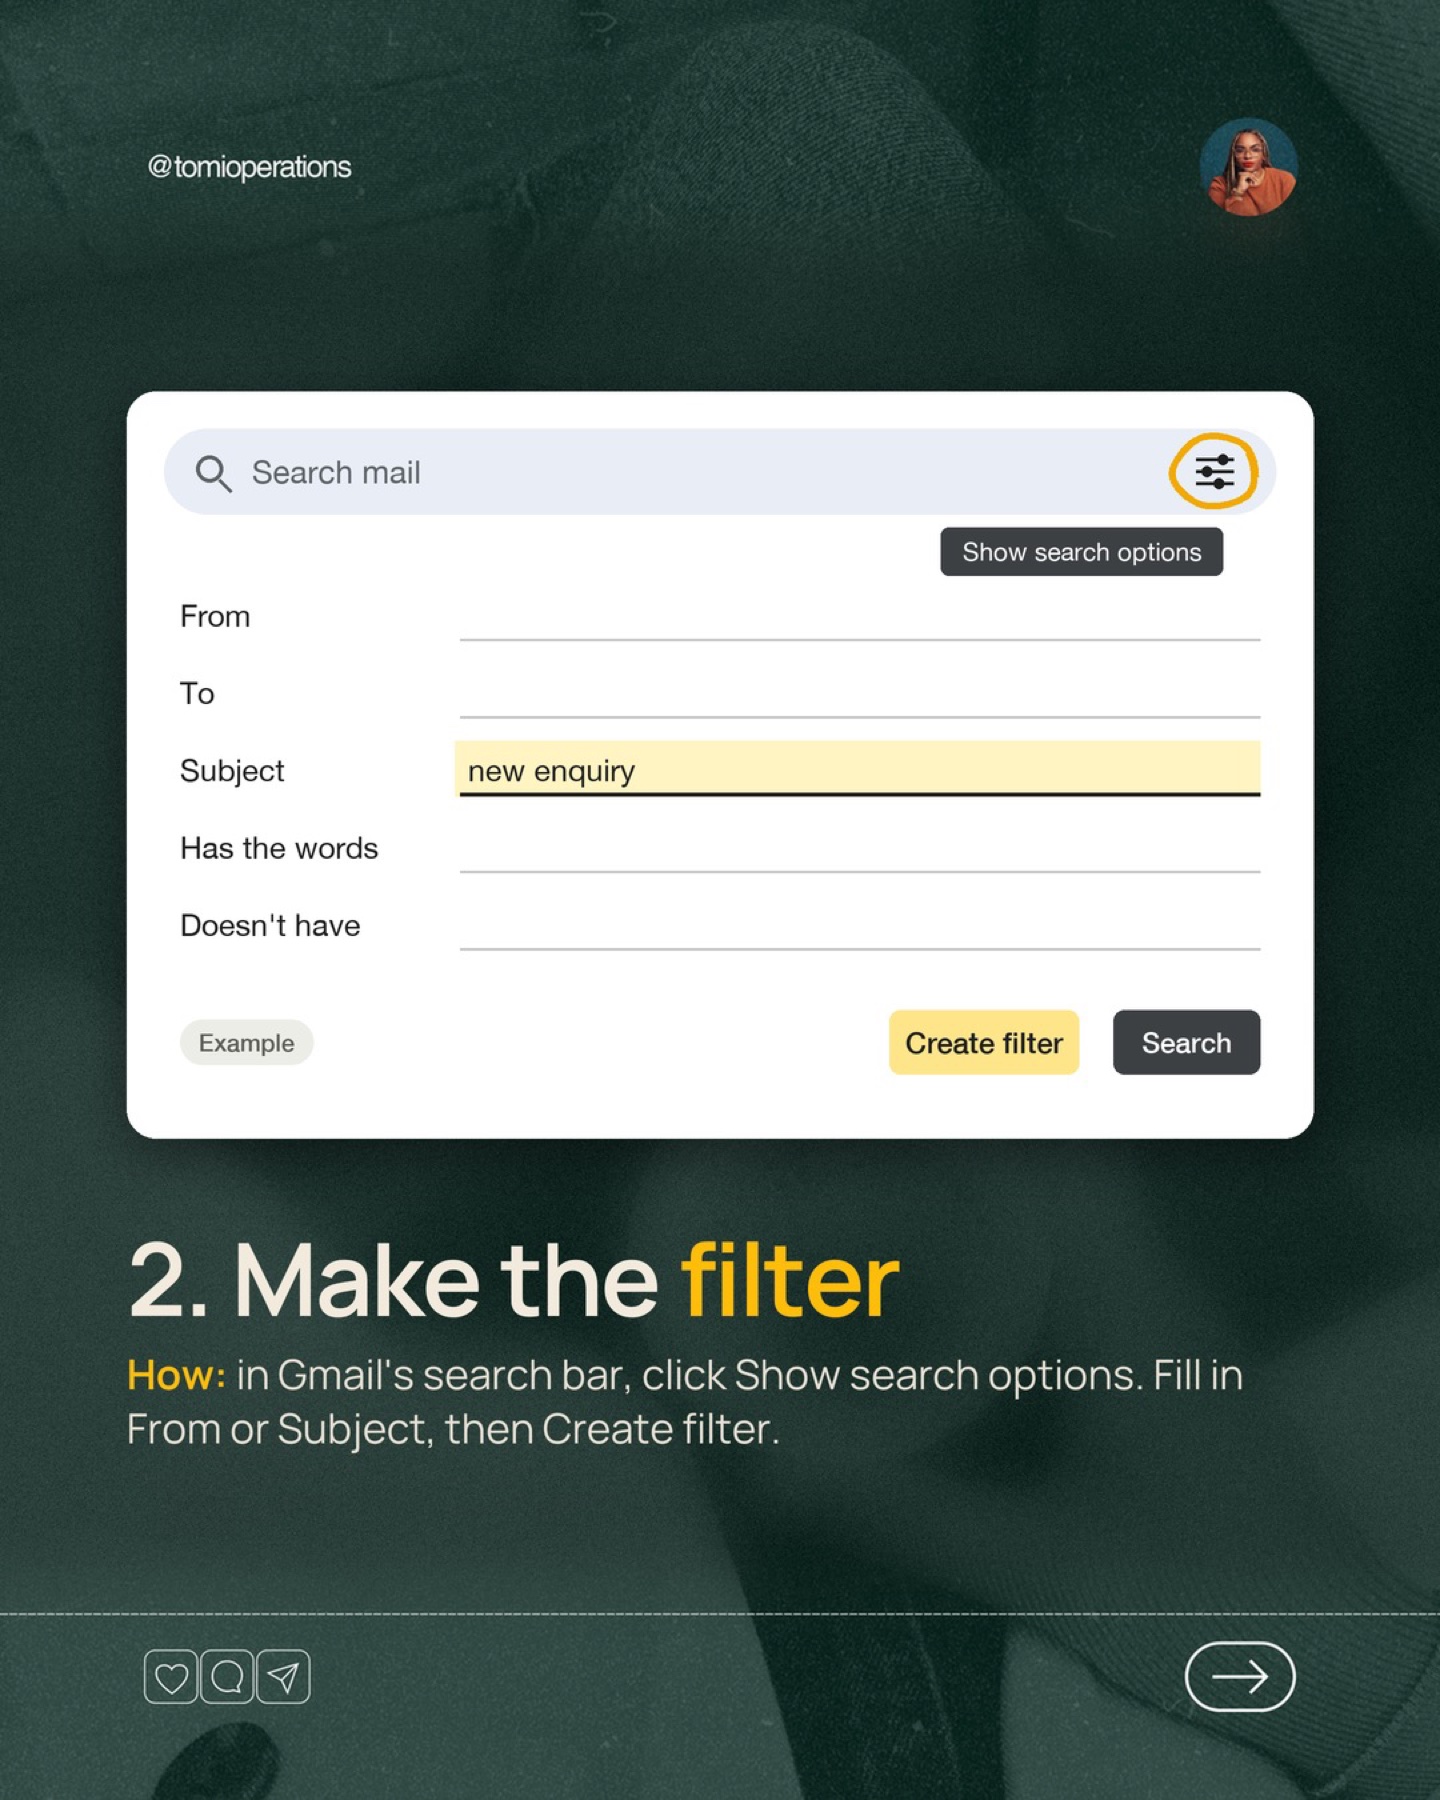 @tomioperations
Search mail
Show search options
From
To
Subject new enquiry
Has the words
Doesn't have
Example Create filter Search
2. Make the filter
How: in Gmail's search bar, click Show search options. Fill in
From or Subject, then Create filter.